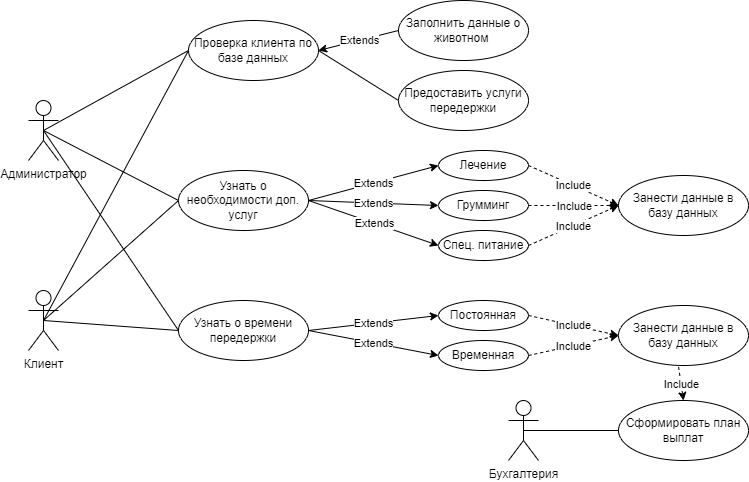 Заполнить данные о
животном
Extends
Проверка клиента по
базе данных
Предоставить услуги
передержки
Администратор
Лечение
Extends
Include
Узнать о
необходимости доп.
услуг
Extends
Грумминг
Include
Занести данные в
базу данных
Extends
Include
Спец. питание
Постоянная
Узнать о времени
передержки
Extends
Include
Занести данные в
базу данных
Extends
Include
Временная
Клиент
Include
Сформировать план
выплат
Бухгалтерия